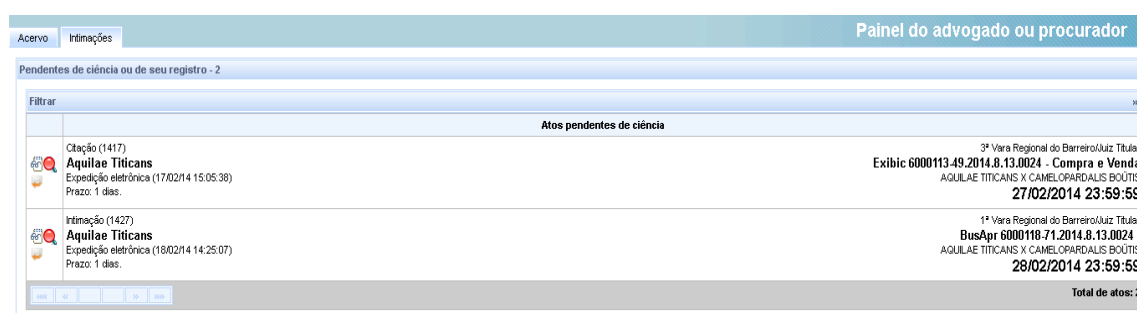 Painel do advogado ou procurador
Acervo
Intimações
Pendentes de ciência ou de seu registro - 2
Filtrar
»
Atos pendentes de ciência
Citação (1417)
Aquilae Titicans
Expedição eletrônica (17/02/14 15:05:38)
Prazo: 1 dias.
3ª Vara Regional do Barreiro/Juiz Titula
Exibic 6000113-49.2014.8.13.0024 - Compra e Venda
AQUILAE TITICANS X CAMELOPARDALIS BOÜTIS
27/02/2014 23:59:59
Intimação (1427)
Aquilae Titicans
Expedição eletrônica (18/02/14 14:25:07)
Prazo: 1 dias.
1ª Vara Regional do Barreiro/Juiz Titula
BusApr 6000118-71.2014.8.13.0024
AQUILAE TITICANS X CAMELOPARDALIS BOÜTIS
28/02/2014 23:59:59
Total de atos: 2